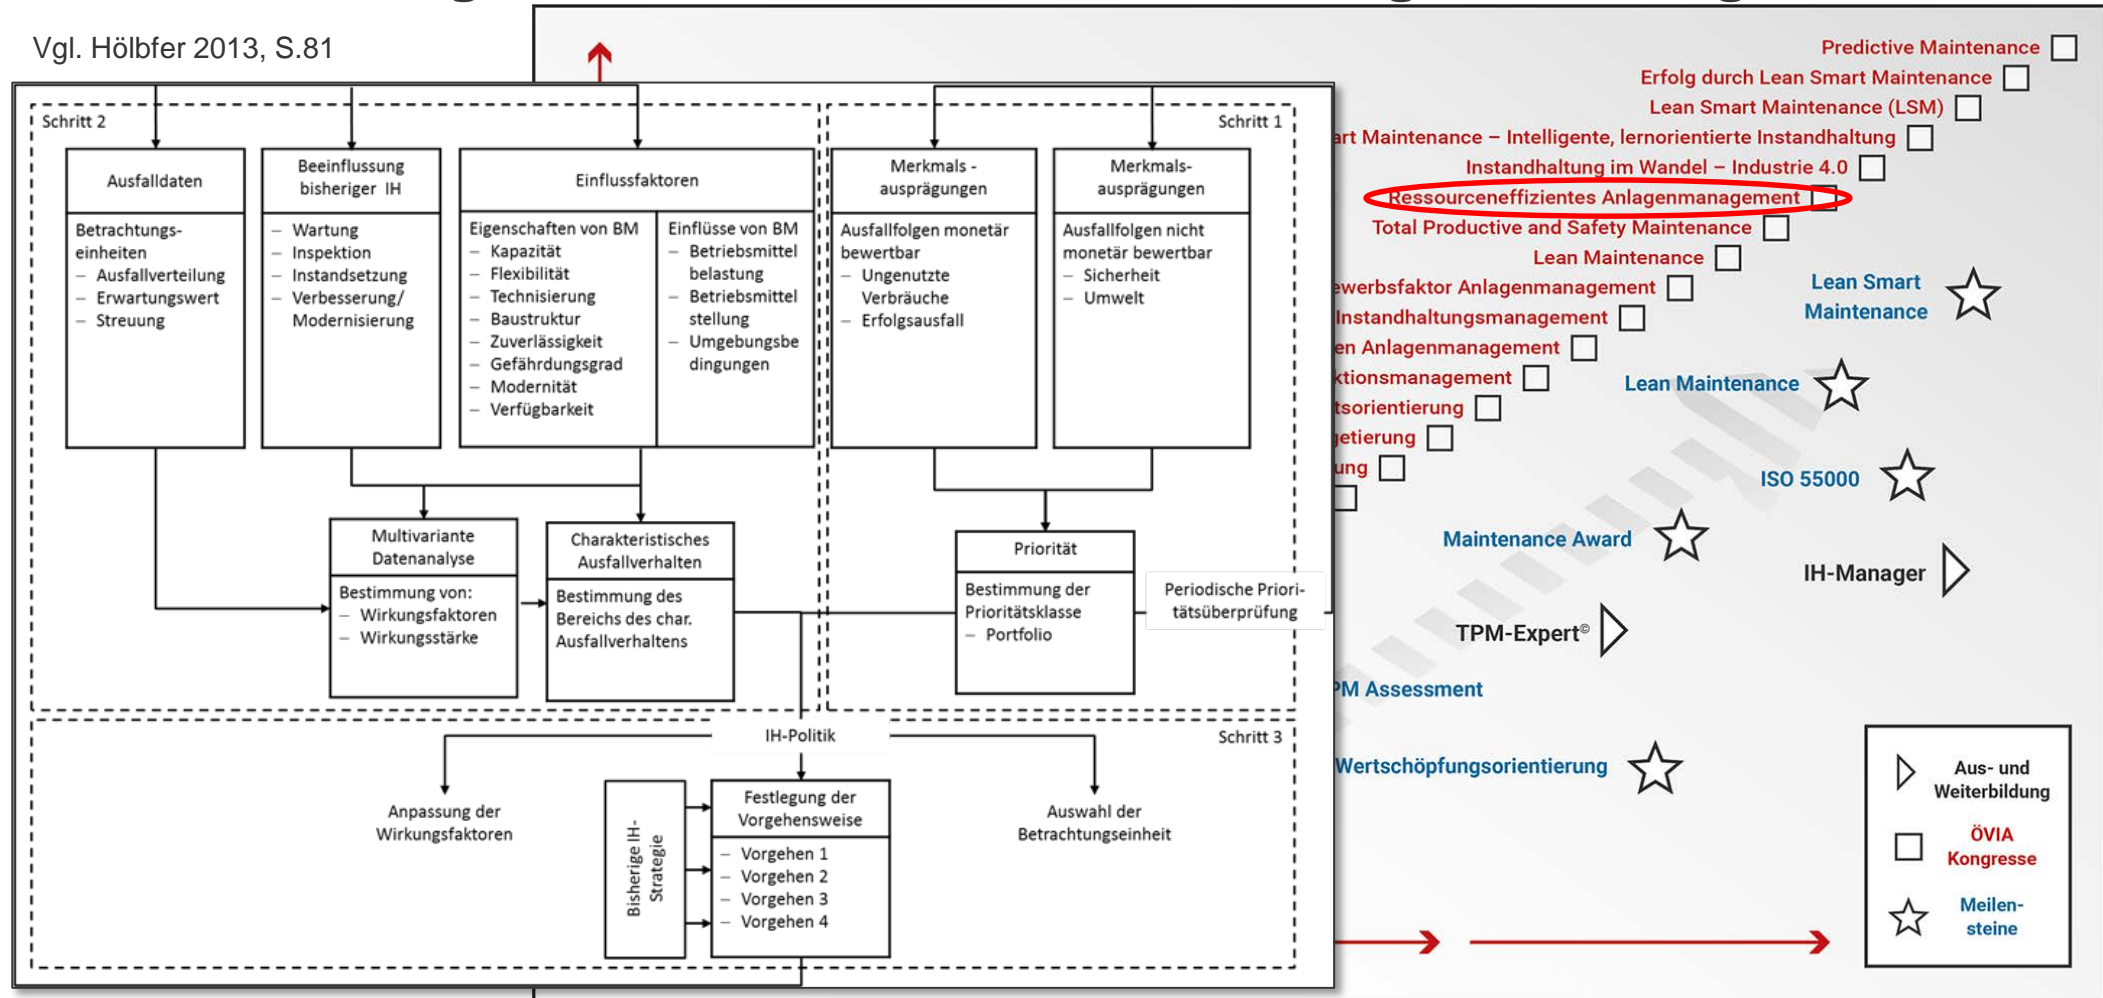 Vgl. Hölbfer 2013, S.81
Schritt 2
Schritt 1
Ausfalldaten
Betrachtungs-
einheiten
– Ausfallverteilung
– Erwartungswert
– Streuung
Beeinflussung
bisheriger IH
– Wartung
– Inspektion
– Instandsetzung
– Verbesserung/
Modernisierung
Einflussfaktoren
Eigenschaften von BM
– Kapazität
– Flexibilität
– Technisierung
– Baustruktur
– Zuverlässigkeit
– Gefährdungsgrad
– Modernität
– Verfügbarkeit
Einflüsse von BM
– Betriebsmittel
belastung
– Betriebsmittel
stellung
– Umgebungsbe
dingungen
Merkmals -
ausprägungen
Ausfallfolgen monetär
bewertbar
– Ungenutzte
Verbräuche
– Erfolgsausfall
Merkmals-
ausprägungen
Ausfallfolgen nicht
monetär bewertbar
– Sicherheit
– Umwelt
Multivariante
Datenanalyse
Bestimmung von:
– Wirkungsfaktoren
– Wirkungsstärke
Charakteristisches
Ausfallverhalten
Bestimmung des
Bereichs des char.
Ausfallverhaltens
Priorität
Bestimmung der
Prioritätsklasse
– Portfolio
Periodische Priori-
tätsüberprüfung
IH-Politik
Schritt 3
Anpassung der
Wirkungsfaktoren
Bisherige IH-
Strategie
Festlegung der
Vorgehensweise
– Vorgehen 1
– Vorgehen 2
– Vorgehen 3
– Vorgehen 4
Auswahl der
Betrachtungseinheit
Predictive Maintenance
Erfolg durch Lean Smart Maintenance
Lean Smart Maintenance (LSM)
art Maintenance – Intelligente, lernorientierte Instandhaltung
Instandhaltung im Wandel – Industrie 4.0
Ressourceneffizientes Anlagenmanagement
Total Productive and Safety Maintenance
Lean Maintenance
ewerbsfaktor Anlagenmanagement
Instandhaltungsmanagement
en Anlagenmanagement
ktionsmanagement
tsorientierung
getierung
ung
Lean Smart
Maintenance
Lean Maintenance
ISO 55000
Maintenance Award
IH-Manager
TPM-Expert©
PM Assessment
Wertschöpfungsorientierung
Aus- und
Weiterbildung
ÖVIA
Kongresse
Meilen-
steine